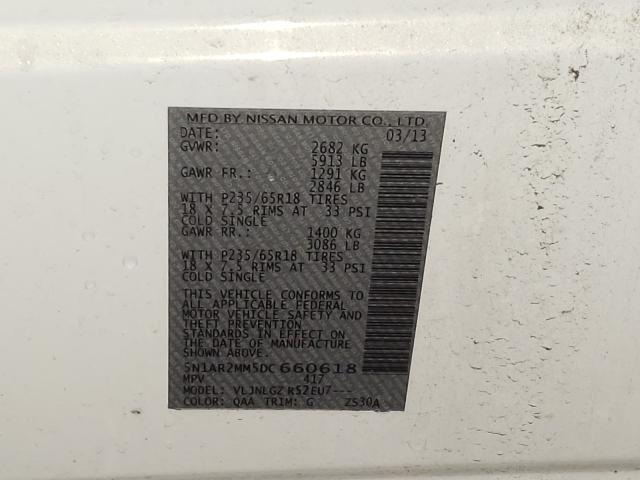 MFD BY NISSAN MOTOR CO., LTD.
DATE: 03/13
GVWR: 2682 KG
5913 LB
GAWR FR.: 1291 KG
2846 LB
WITH P235/65R18 TIRES
18 X 7.5 RIMS AT 33 PSI
COLD SINGLE
GAWR RR.: 1400 KG
3086 LB
WITH P235/65R18 TIRES
18 X 7.5 RIMS AT 33 PSI
COLD SINGLE
THIS VEHICLE CONFORMS TO
ALL APPLICABLE FEDERAL
MOTOR VEHICLE SAFETY AND
THEFT PREVENTION
STANDARDS IN EFFECT ON
THE DATE OF MANUFACTURE
SHOWN ABOVE.
5N1AR2MM5DC 660618
MPV 417
MODEL: VLJNLGZ R52EU7---
COLOR: QAA TRIM: G ZS30A